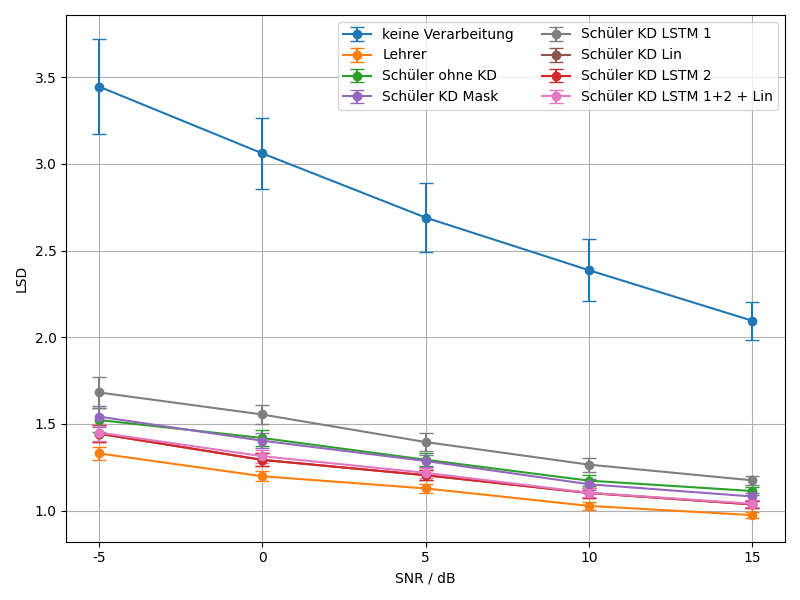 keine Verarbeitung
Lehrer
Schüler ohne KD
Schüler KD Mask
Schüler KD LSTM 1
Schüler KD Lin
Schüler KD LSTM 2
Schüler KD LSTM 1+2 + Lin
LSD
3.5
3.0
2.5
2.0
1.5
1.0
-5
0
5
10
15
SNR / dB